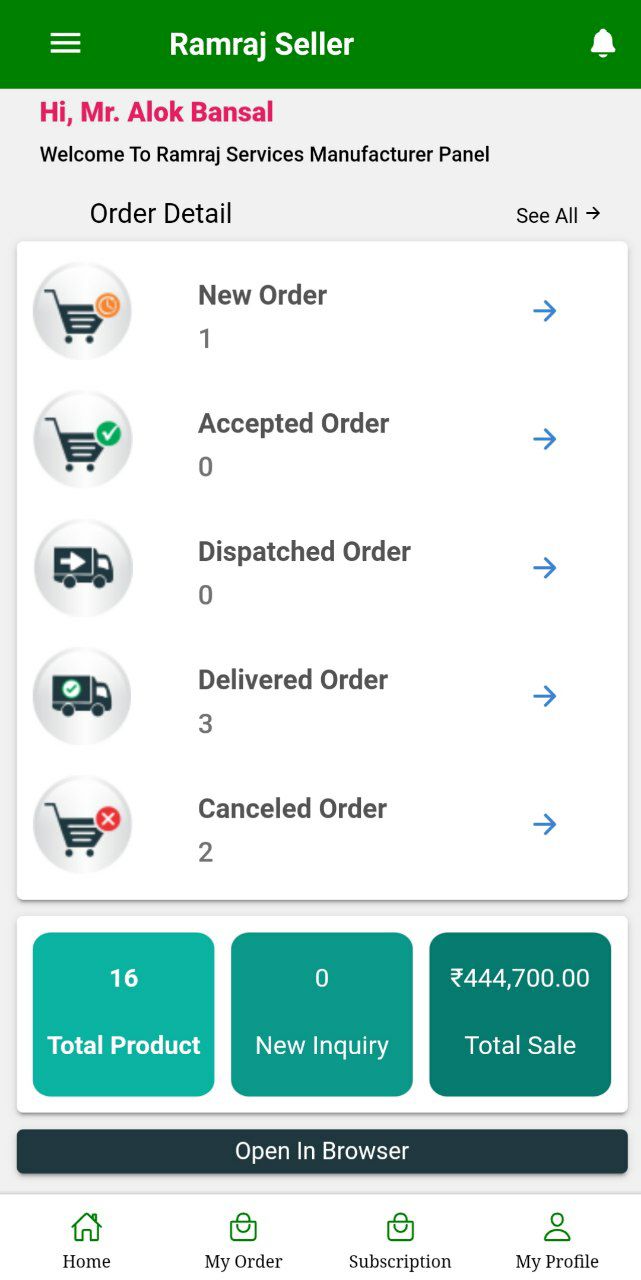 Ramraj Seller
Hi, Mr. Alok Bansal
Welcome To Ramraj Services Manufacturer Panel
Order Detail
See All →
New Order
1
Accepted Order
0
Dispatched Order
0
Delivered Order
3
Canceled Order
2
16
Total Product
0
New Inquiry
₹444,700.00
Total Sale
Open In Browser
Home
My Order
Subscription
My Profile